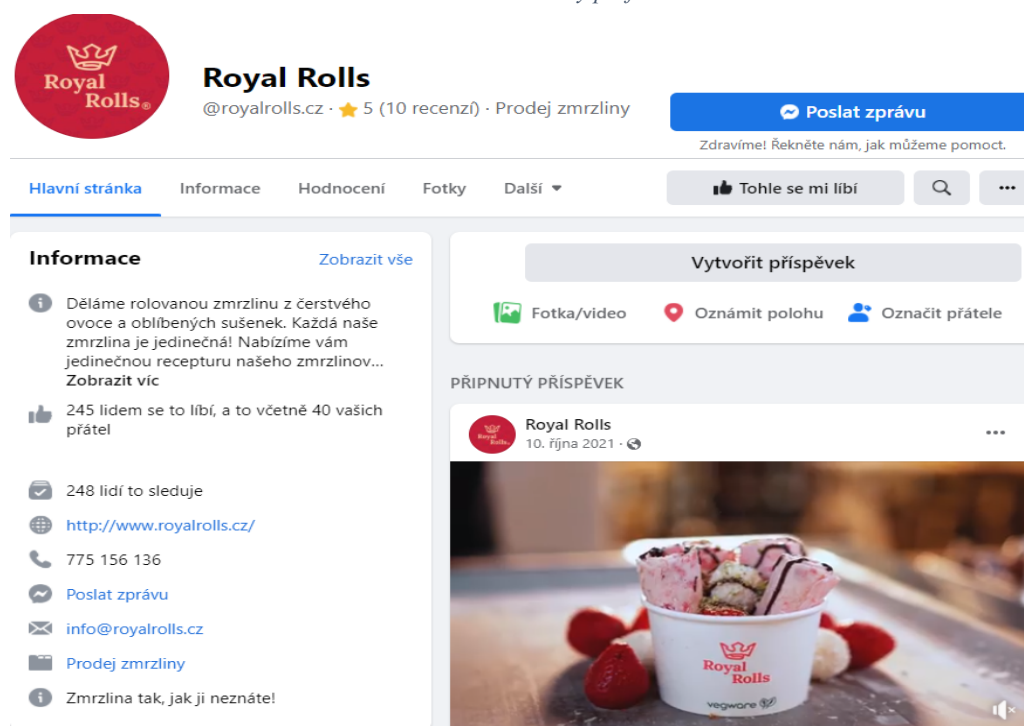 Royal
Rolls®
Royal Rolls
@royalrolls.cz · 5 (10 recenzí) · Prodej zmrzliny
Poslat zprávu
Zdravíme! Řekněte nám, jak můžeme pomoct.
Hlavní stránka
Informace
Hodnocení
Fotky
Další
Tohle se mi líbí
Informace
Zobrazit vše
Děláme rolovanou zmrzlinu z čerstvého
ovoce a oblíbených sušenek. Každá naše
zmrzlina je jedinečná! Nabízíme vám
jedinečnou recepturu našeho zmrzlinov...
Zobrazit víc
245 lidem se to líbí, a to včetně 40 vašich
přátel
248 lidí to sleduje
http://www.royalrolls.cz/
775 156 136
Poslat zprávu
info@royalrolls.cz
Prodej zmrzliny
Zmrzlina tak, jak ji neznáte!
Vytvořit příspěvek
Fotka/video
Oznámit polohu
Označit přátele
PŘIPNUTÝ PŘÍSPĚVEK
Royal
Rolls
Royal Rolls
10. října 2021 ·
Royal
Rolls
vegware